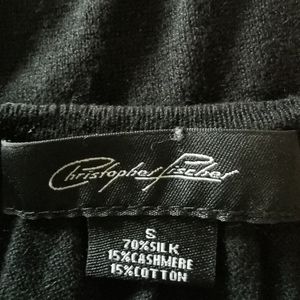 Christopher Fischer
S
70%SILK
15%CASHMERE
15%COTTON